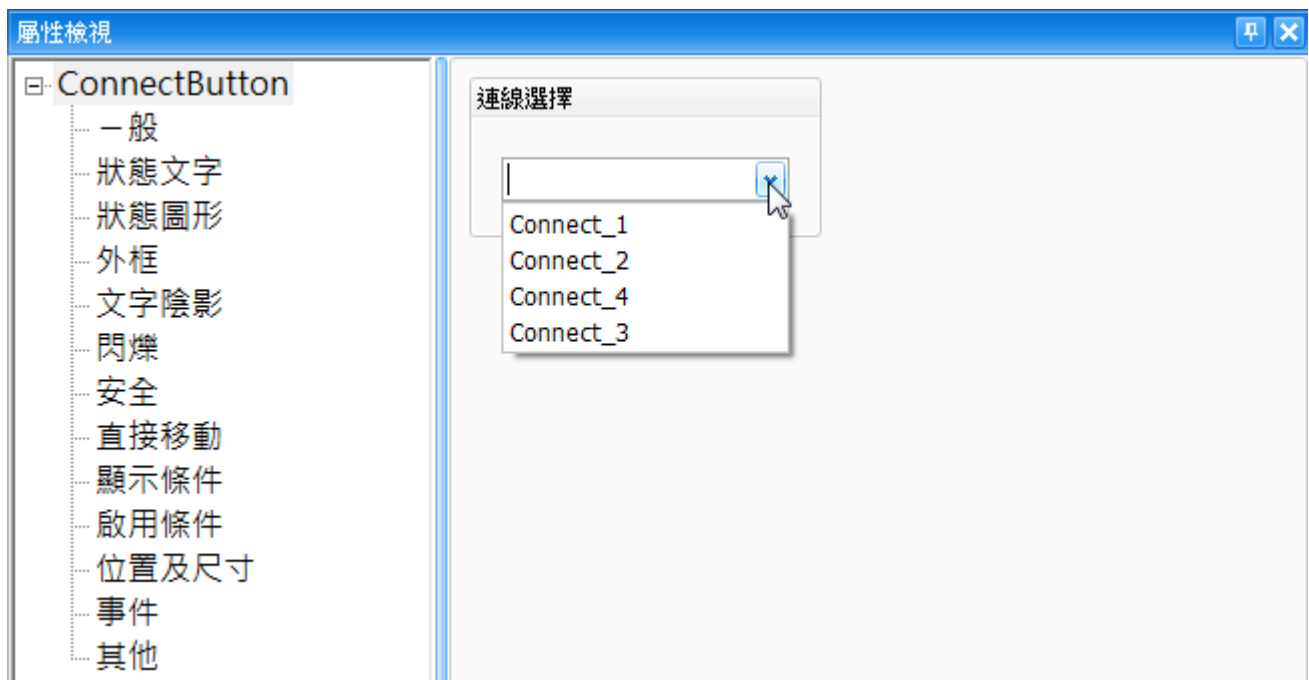 屬性檢視
ConnectButton
一般
狀態文字
狀態圖形
外框
文字陰影
閃爍
安全
直接移動
顯示條件
啟用條件
位置及尺寸
事件
其他
連線選擇
Connect_1
Connect_2
Connect_4
Connect_3